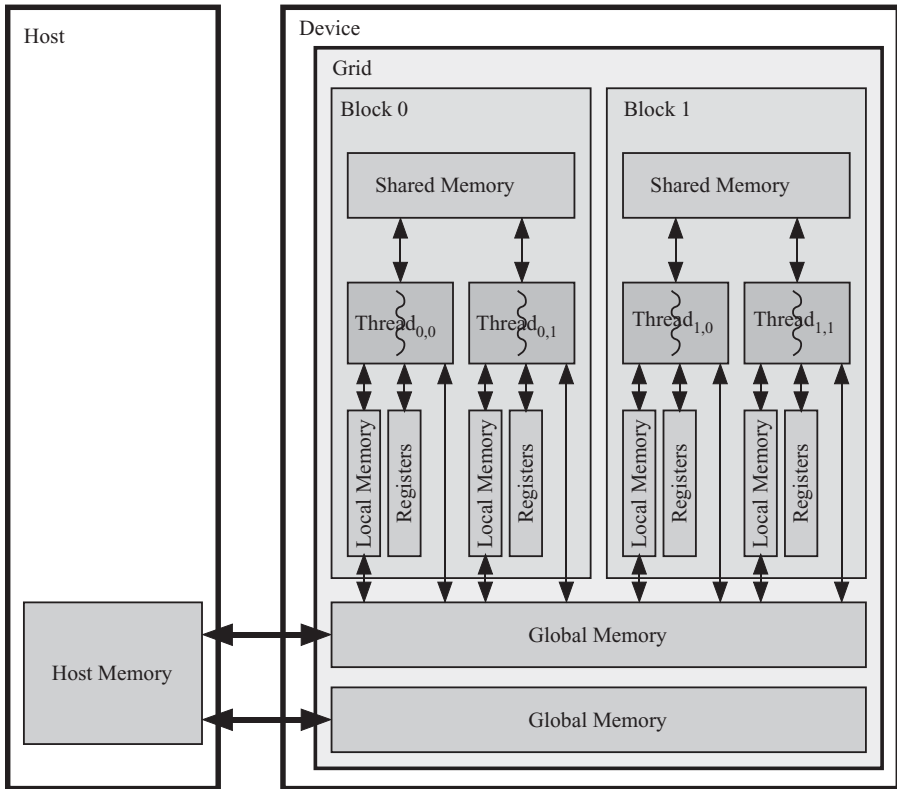 Host
Device
Grid
Block 0
Block 1
Shared Memory
Shared Memory
Thread0,0
Thread0,1
Thread1,0
Thread1,1
Local Memory
Registers
Local Memory
Registers
Local Memory
Registers
Local Memory
Registers
Host Memory
Global Memory
Global Memory